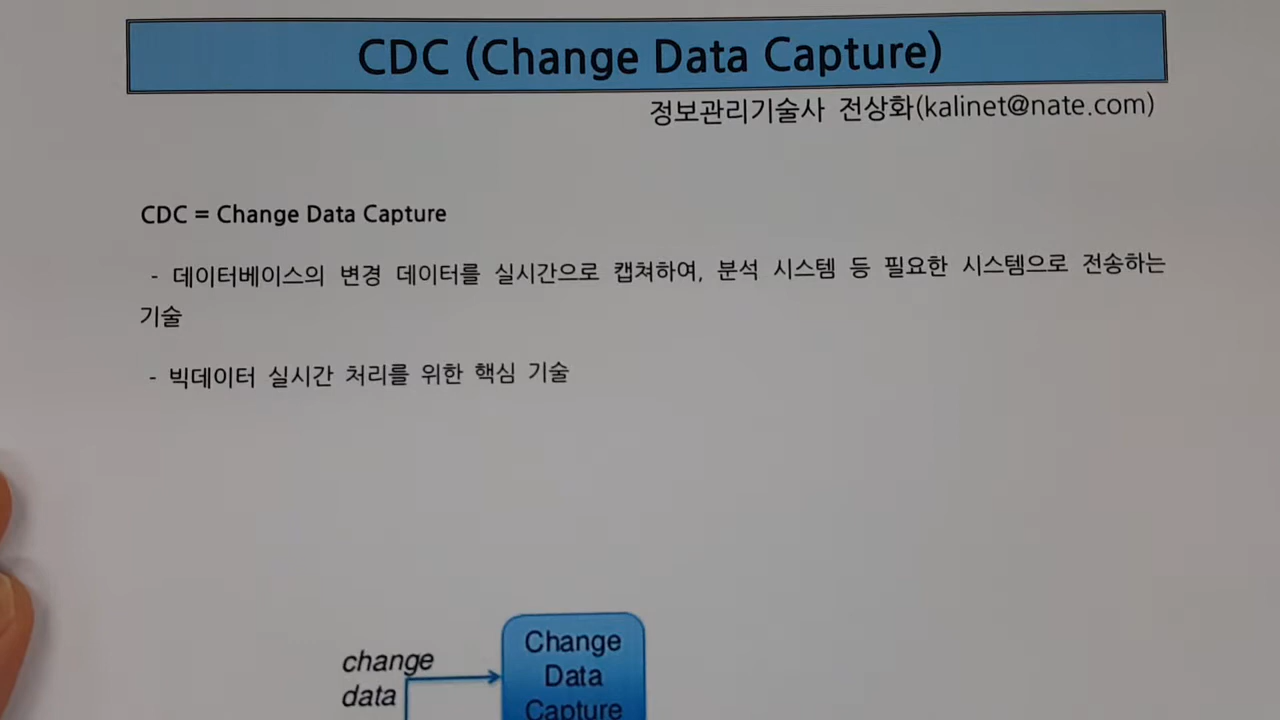 CDC (Change Data Capture)
정보관리기술사 전상화(kalinet@nate.com)
CDC = Change Data Capture
- 데이터베이스의 변경 데이터를 실시간으로 캡쳐하여, 분석 시스템 등 필요한 시스템으로 전송하는
기술
- 빅데이터 실시간 처리를 위한 핵심 기술
change
data
Change
Data
Capture